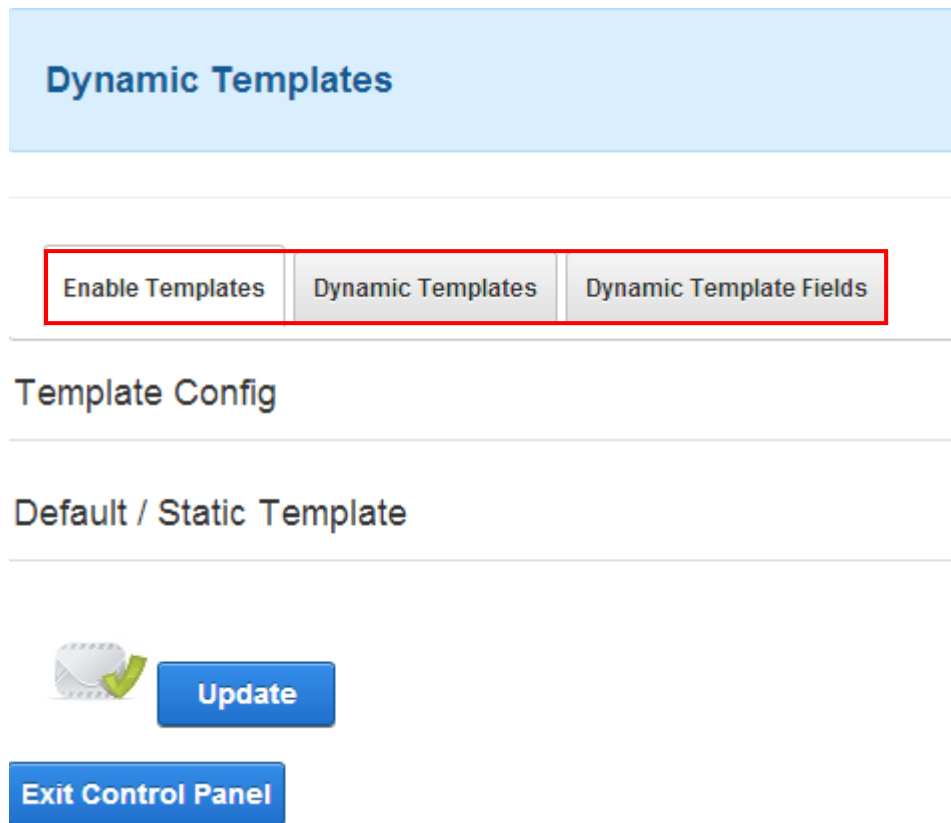 Dynamic Templates
Enable Templates Dynamic Templates Dynamic Template Fields
Template Config
Default / Static Template
Update
Exit Control Panel